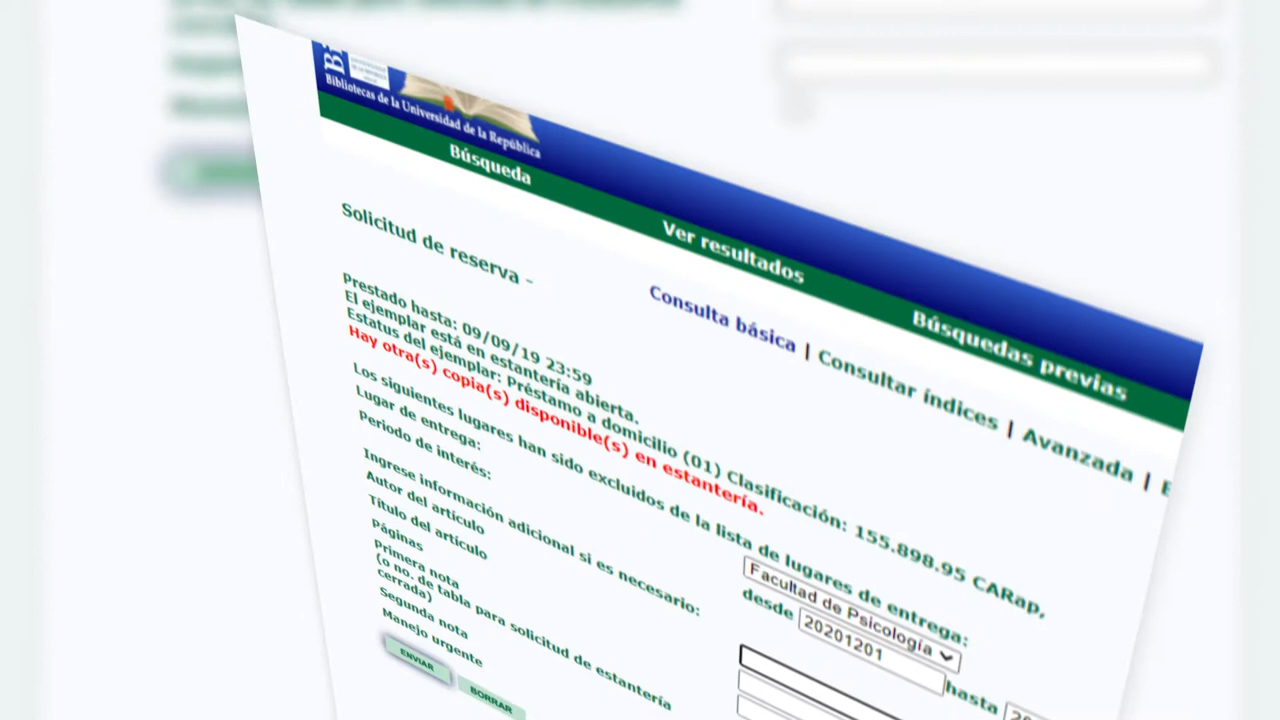 Bibliotecas de la Universidad de la República
Búsqueda
Ver resultados
Búsquedas previas
Solicitud de reserva -
Consulta básica | Consultar índices | Avanzada |
Prestado hasta: 09/09/19 23:59
El ejemplar está en estantería abierta.
Estatus del ejemplar: Préstamo a domicilio (01) Clasificación: 155.898.95 CARap,
Hay otra(s) copia(s) disponible(s) en estantería.
Los siguientes lugares han sido excluidos de la lista de lugares de entrega:
Lugar de entrega: Facultad de Psicología
Periodo de interés: desde 20201201 hasta 20
Ingrese información adicional si es necesario:
Autor del artículo
Título del artículo
Páginas
Primera nota
(o no. de tabla para solicitud de estantería
cerrada)
Segunda nota
Manejo urgente
ENVIAR
BORRAR